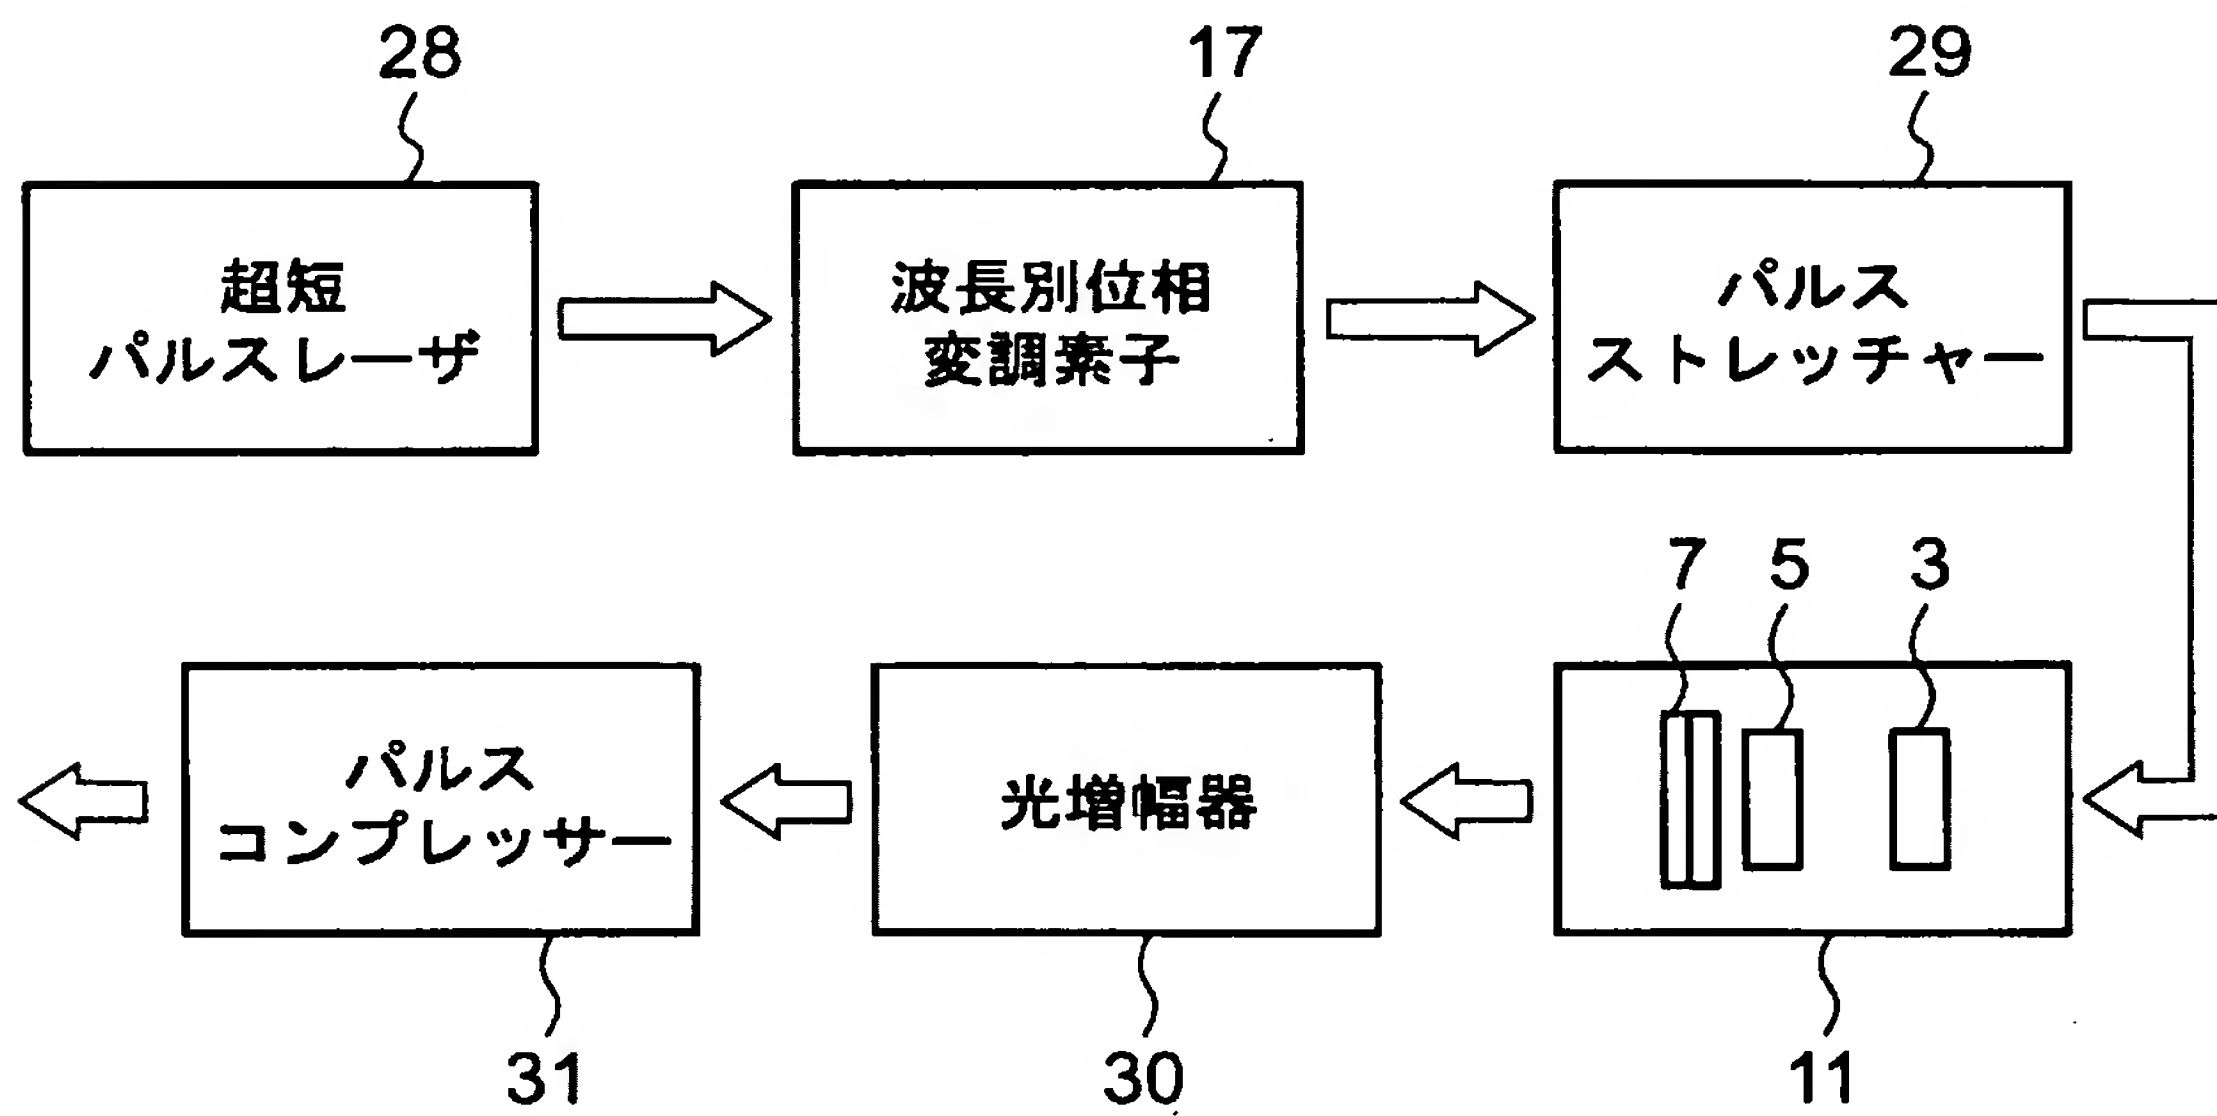 28
17
29
超短
パルスレーザ
波長別位相
変調素子
パルス
ストレッチャー
7 5 3
パルス
コンプレッサー
光増幅器
31
30
11